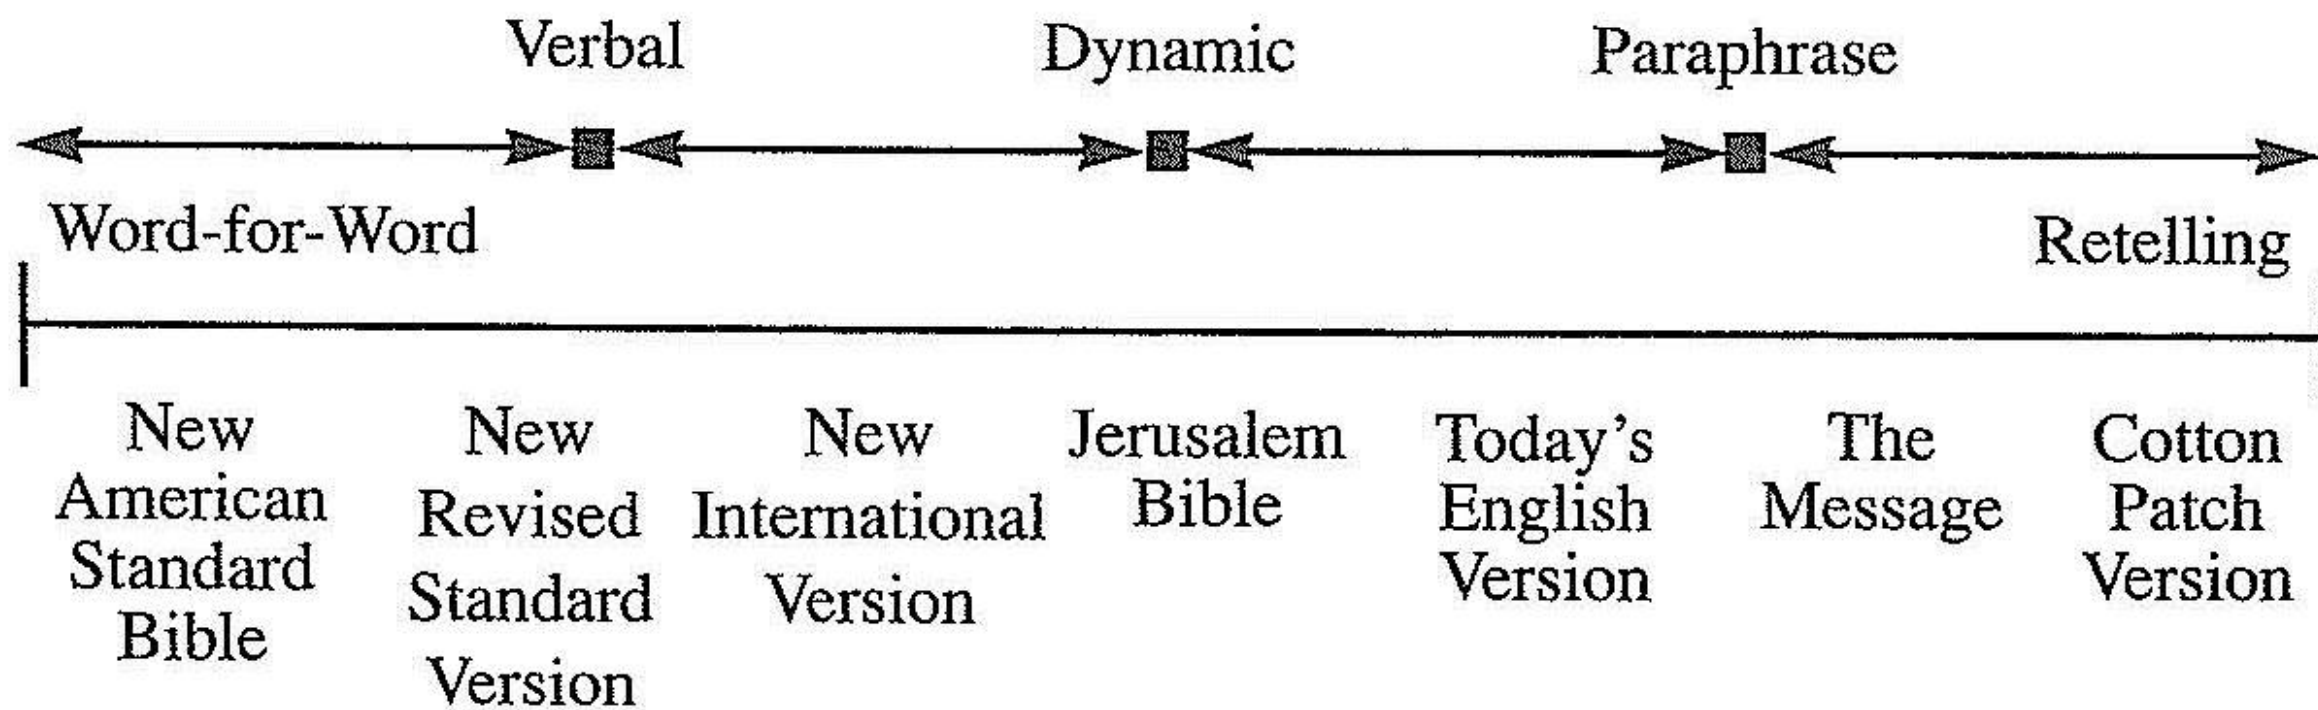 Verbal Dynamic Paraphrase
Word-for-Word Retelling
New American Standard Bible
New Revised Standard Version
New International Version
Jerusalem Bible
Today's English Version
The Message
Cotton Patch Version